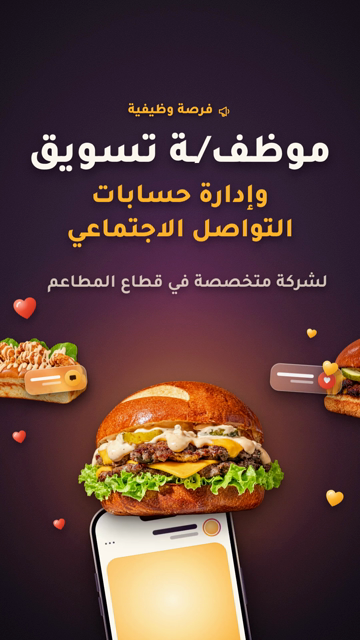 فرصة وظيفية
موظف/ة تسويق
وإدارة حسابات
التواصل الاجتماعي
لشركة متخصصة في قطاع المطاعم